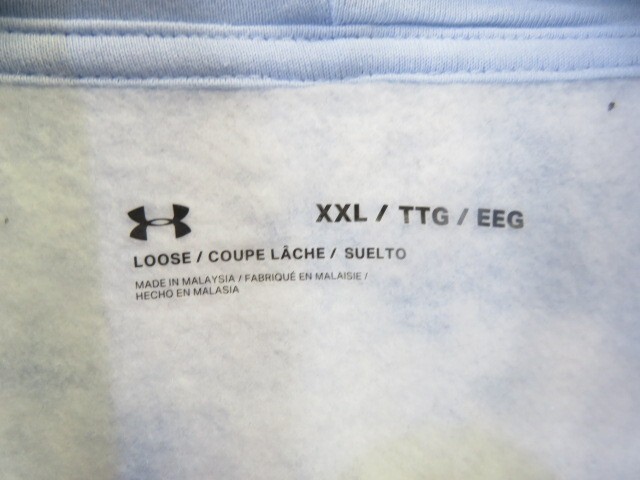 XXL / TTG / EEG
LOOSE / COUPE LÂCHE / SUELTO
MADE IN MALAYSIA / FABRIQUÉ EN MALAISIE /
HECHO EN MALASIA